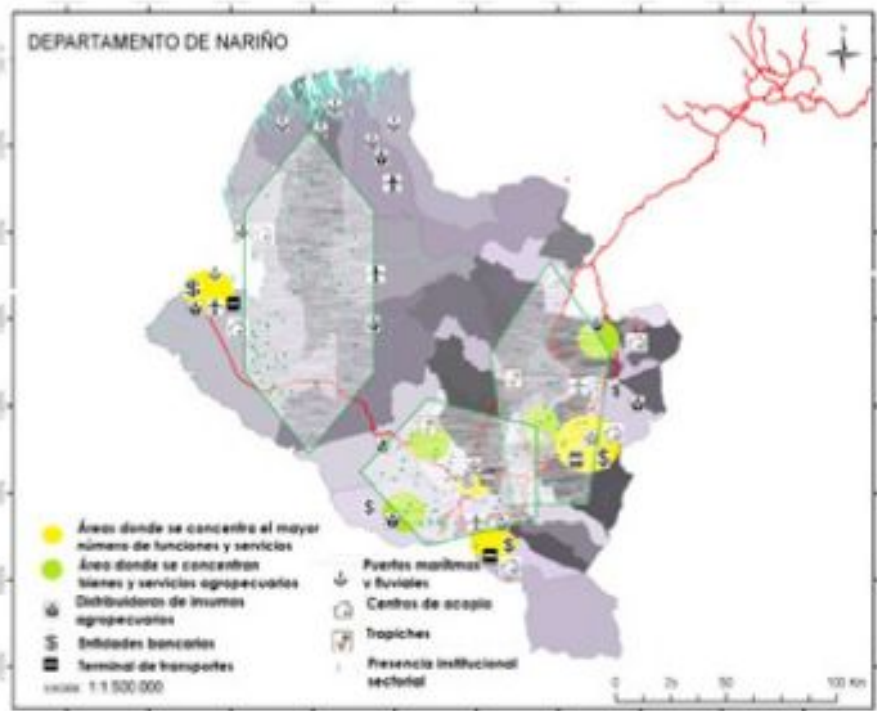 DEPARTAMENTO DE NARIÑO
Áreas donde se concentra el mayor
número de funciones y servicios
Área donde se concentran
bienes y servicios agropecuarios
Distribuidoras de insumos
agropecuarios
$ Entidades bancarias
Terminal de transportes
1:1.500.000
Puertos marítimos
y fluviales
Centros de acopio
Trapiches
Presencia institucional
sectorial
0 25 50 100 Km